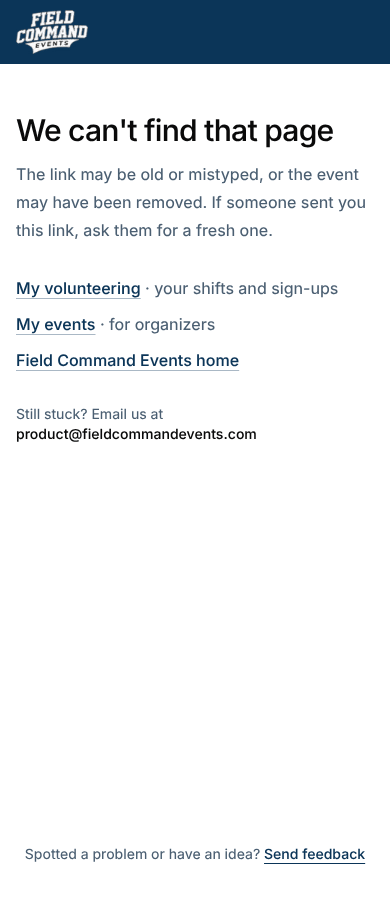 FIELD
COMMAND
EVENTS
We can't find that page
The link may be old or mistyped, or the event
may have been removed. If someone sent you
this link, ask them for a fresh one.
My volunteering · your shifts and sign-ups
My events · for organizers
Field Command Events home
Still stuck? Email us at
product@fieldcommandevents.com
Spotted a problem or have an idea? Send feedback